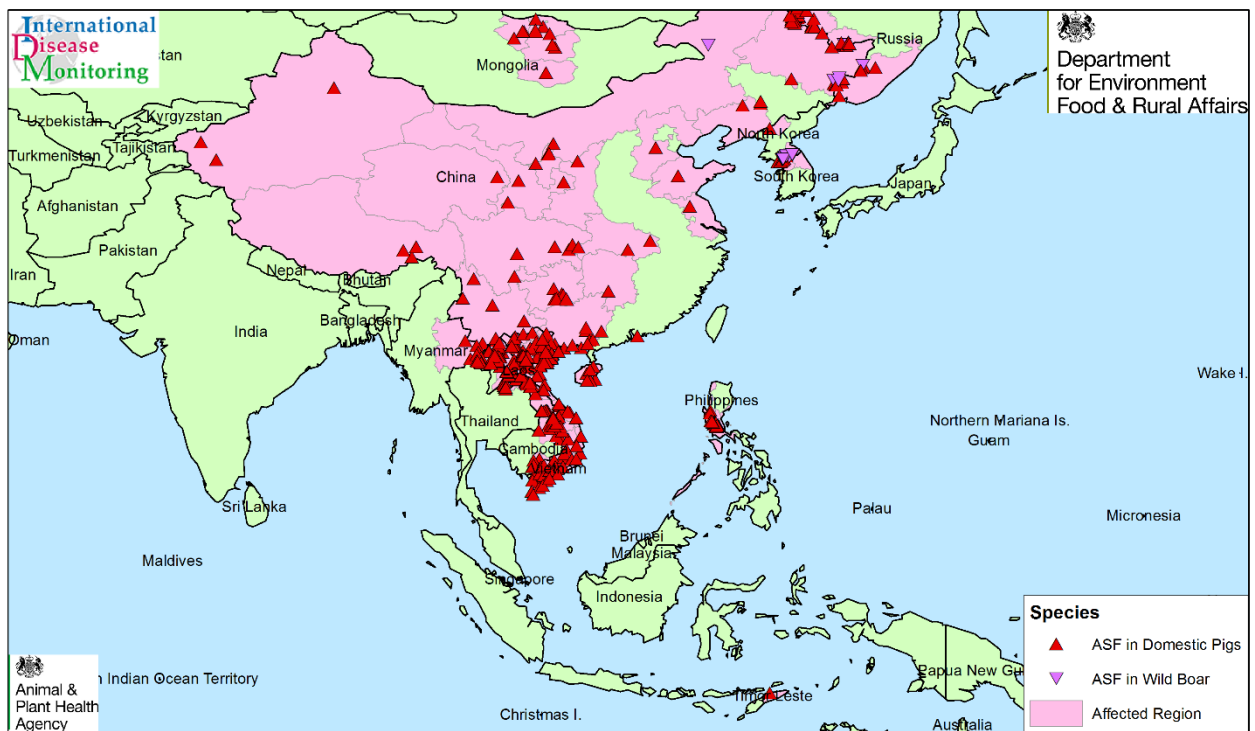 International
Disease
Monitoring
Department
for Environment
Food & Rural Affairs
Russia
Mongolia
Uzbekistan
Kyrgyzstan
Turkmenistan
Tajikistan
North Korea
South Korea
Japan
China
Afghanistan
Pakistan
Iran
Nepal
Bhutan
Bangladesh
India
Oman
Myanmar
Laos
Wake I.
Philippines
Thailand
Northern Mariana Is.
Guam
Cambodia
Vietnam
Sri Lanka
Palau
Micronesia
Brunei
Maldives
Malaysia
Singapore
Indonesia
Species
ASF in Domestic Pigs
ASF in Wild Boar
Affected Region
Papua New Gu
n Indian Ocean Territory
Timor Leste
Christmas I.
Australia
Animal &
Plant Health
Agency